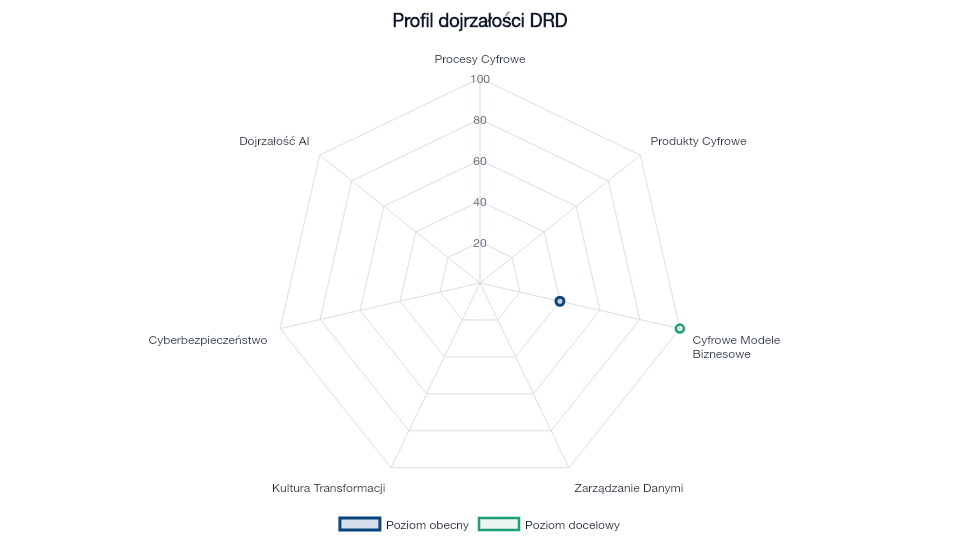 Profil dojrzałości DRD
Procesy Cyfrowe
100
Dojrzałość AI
Produkty Cyfrowe
80
60
40
20
Cyberbezpieczeństwo
Cyfrowe Modele
Biznesowe
Kultura Transformacji
Zarządzanie Danymi
Poziom obecny
Poziom docelowy